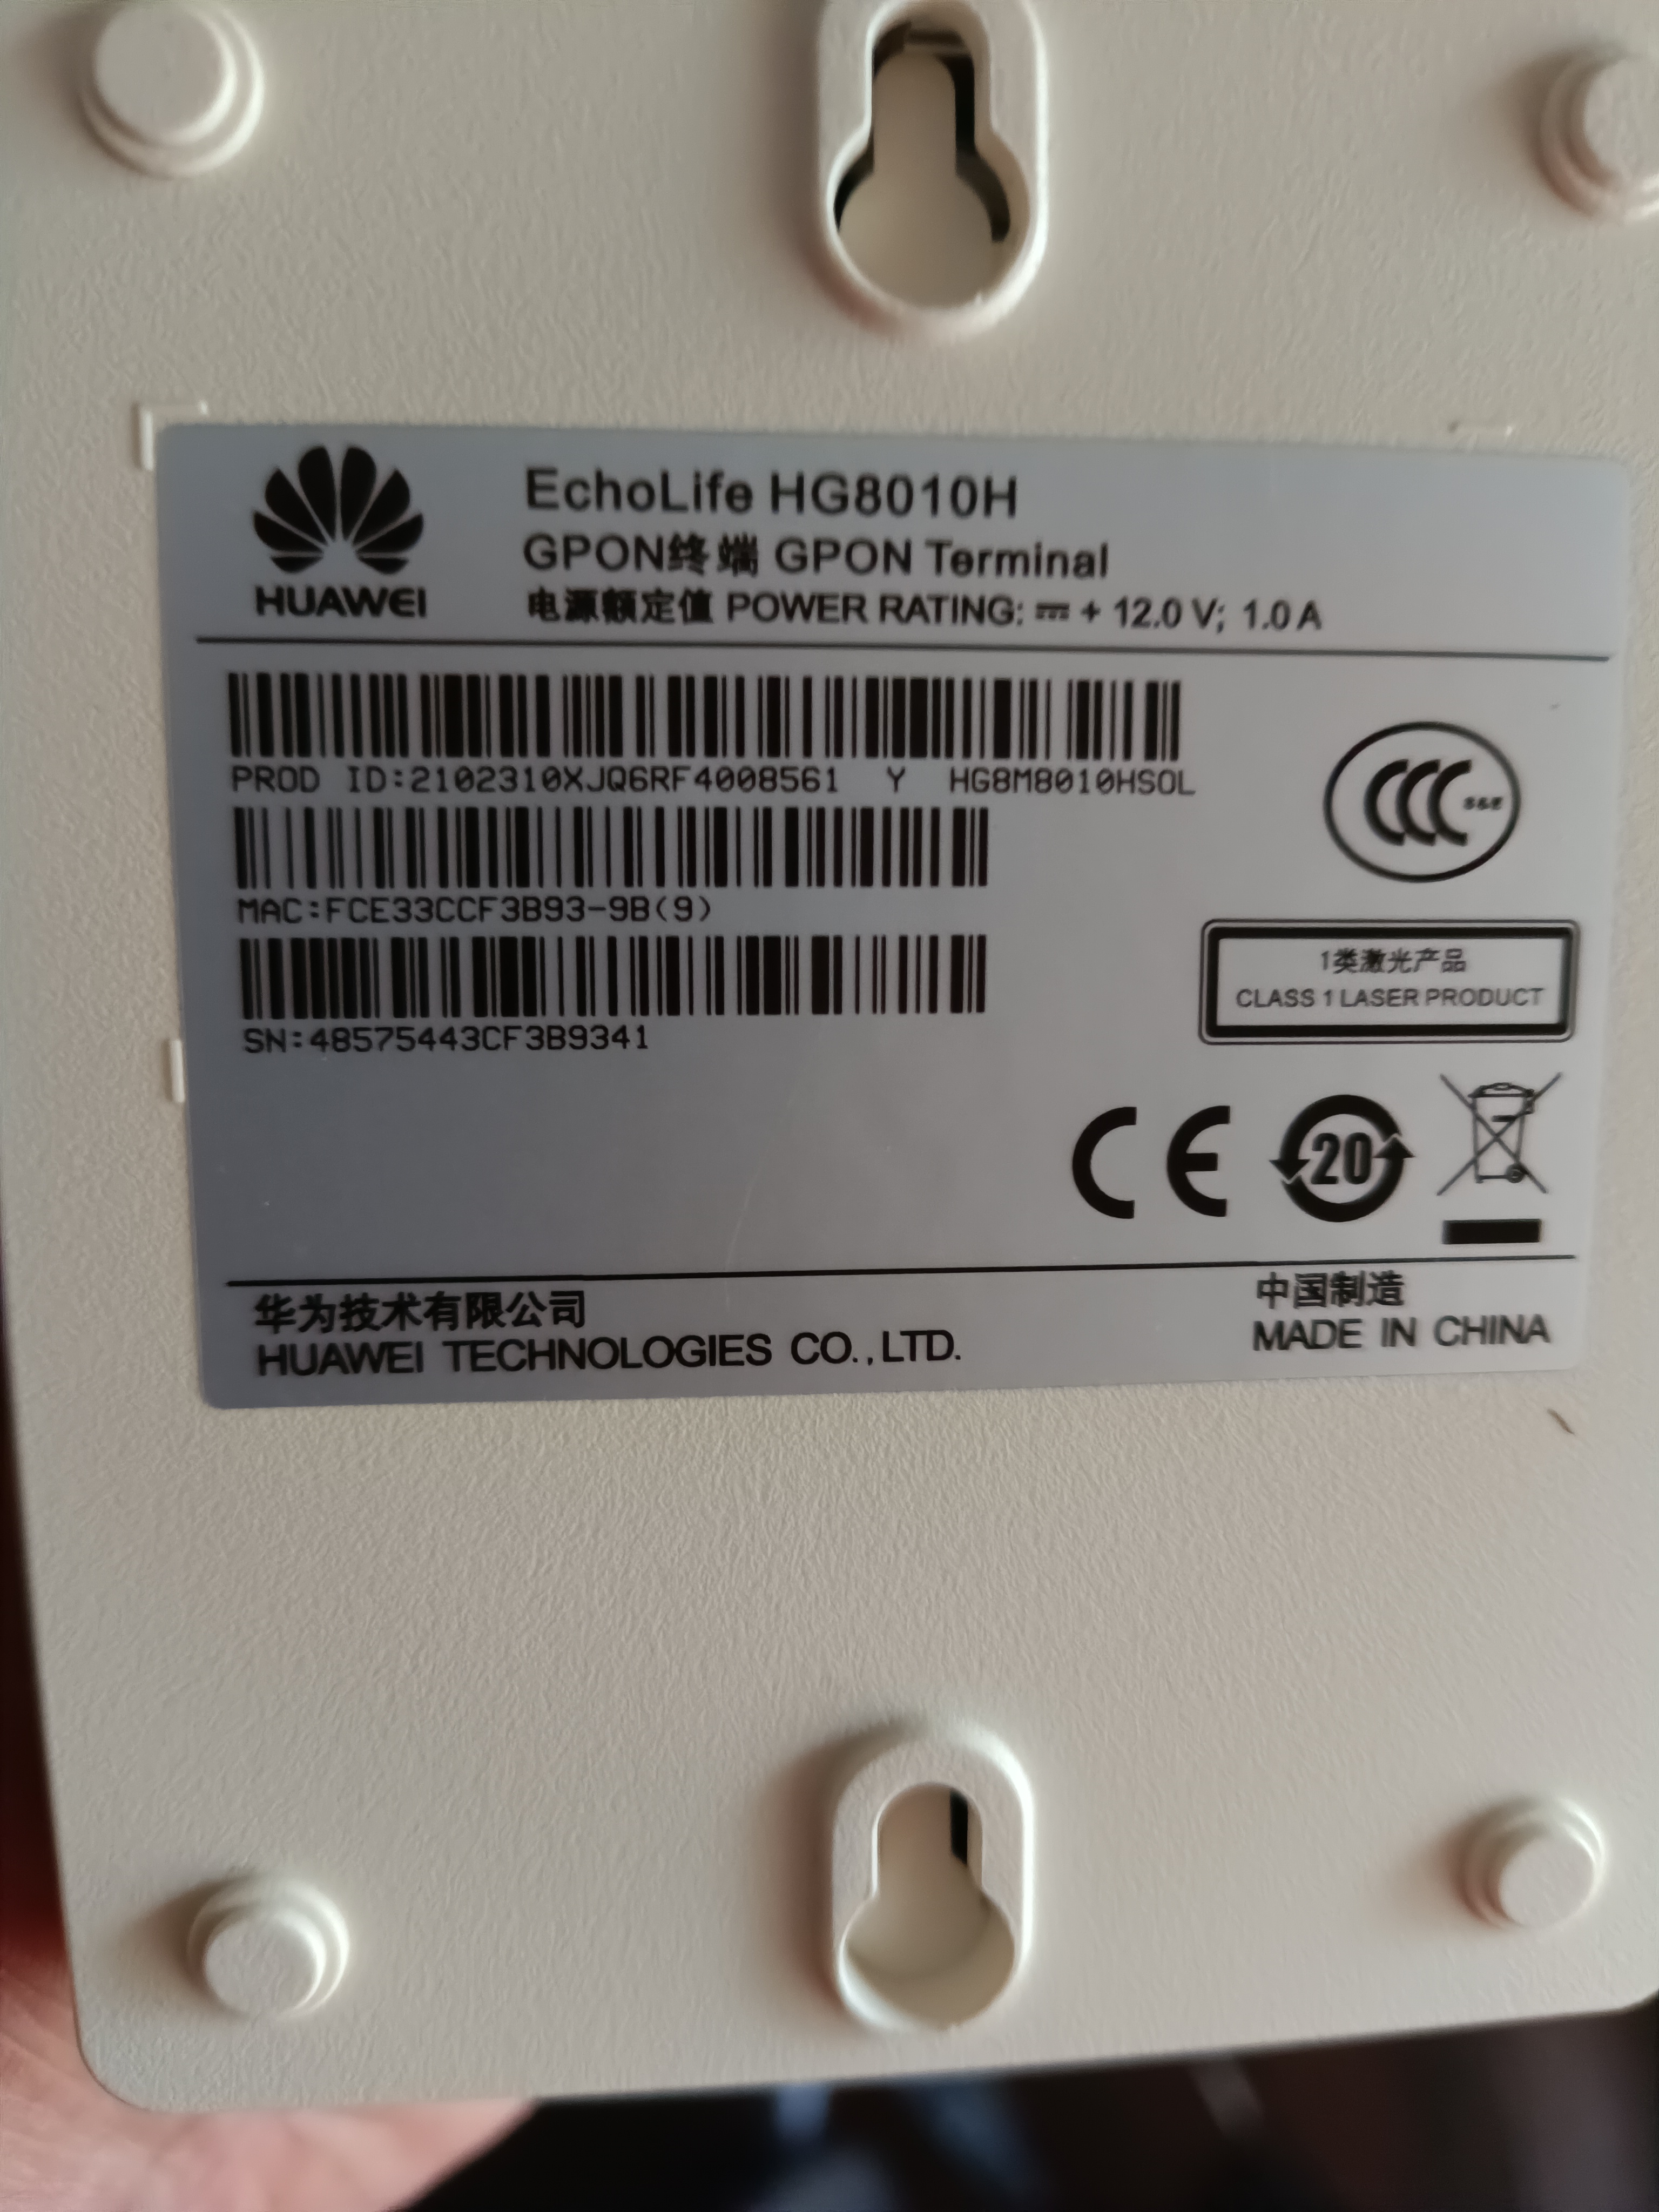 HUAWEI
EchoLife HG8010H
GPON终端 GPON Terminal
电源额定值 POWER RATING: ⎓ + 12.0 V; 1.0 A
PROD ID:2102310XJQ6RF4008561 Y HG8M8010HSOL
MAC:FCE33CCF3B93-9B(9)
SN:48575443CF3B9341
CCC S&E
1类激光产品
CLASS 1 LASER PRODUCT
CE
20
华为技术有限公司
HUAWEI TECHNOLOGIES CO.,LTD.
中国制造
MADE IN CHINA